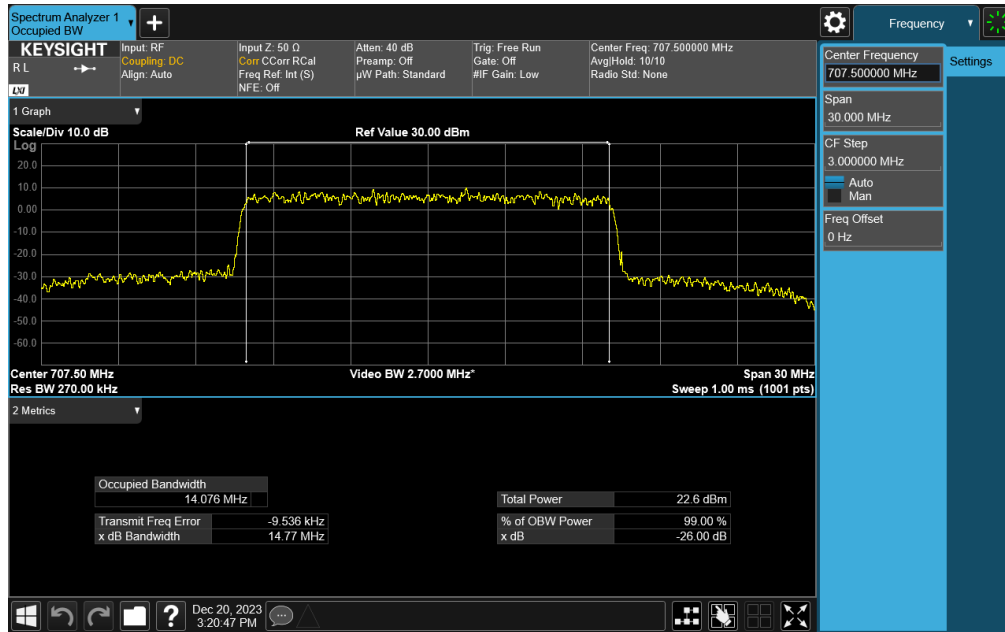 Spectrum Analyzer 1
Occupied BW
Frequency
KEYSIGHT
R L
LXI
Input: RF
Coupling: DC
Align: Auto
Input Z: 50 Ω
Corr CCorr RCal
Freq Ref: Int (S)
NFE: Off
Atten: 40 dB
Preamp: Off
µW Path: Standard
Trig: Free Run
Gate: Off
#IF Gain: Low
Center Freq: 707.500000 MHz
Avg|Hold: 10/10
Radio Std: None
Center Frequency
707.500000 MHz
Settings
Span
30.000 MHz
CF Step
3.000000 MHz
Auto
Man
Freq Offset
0 Hz
1 Graph
Scale/Div 10.0 dB
Ref Value 30.00 dBm
Log
20.0
10.0
0.00
-10.0
-20.0
-30.0
-40.0
-50.0
-60.0
Center 707.50 MHz
Video BW 2.7000 MHz*
Span 30 MHz
Res BW 270.00 kHz
Sweep 1.00 ms (1001 pts)
2 Metrics
Occupied Bandwidth
14.076 MHz
Total Power 22.6 dBm
Transmit Freq Error -9.536 kHz
% of OBW Power 99.00 %
x dB Bandwidth 14.77 MHz
x dB -26.00 dB
Dec 20, 2023
3:20:47 PM